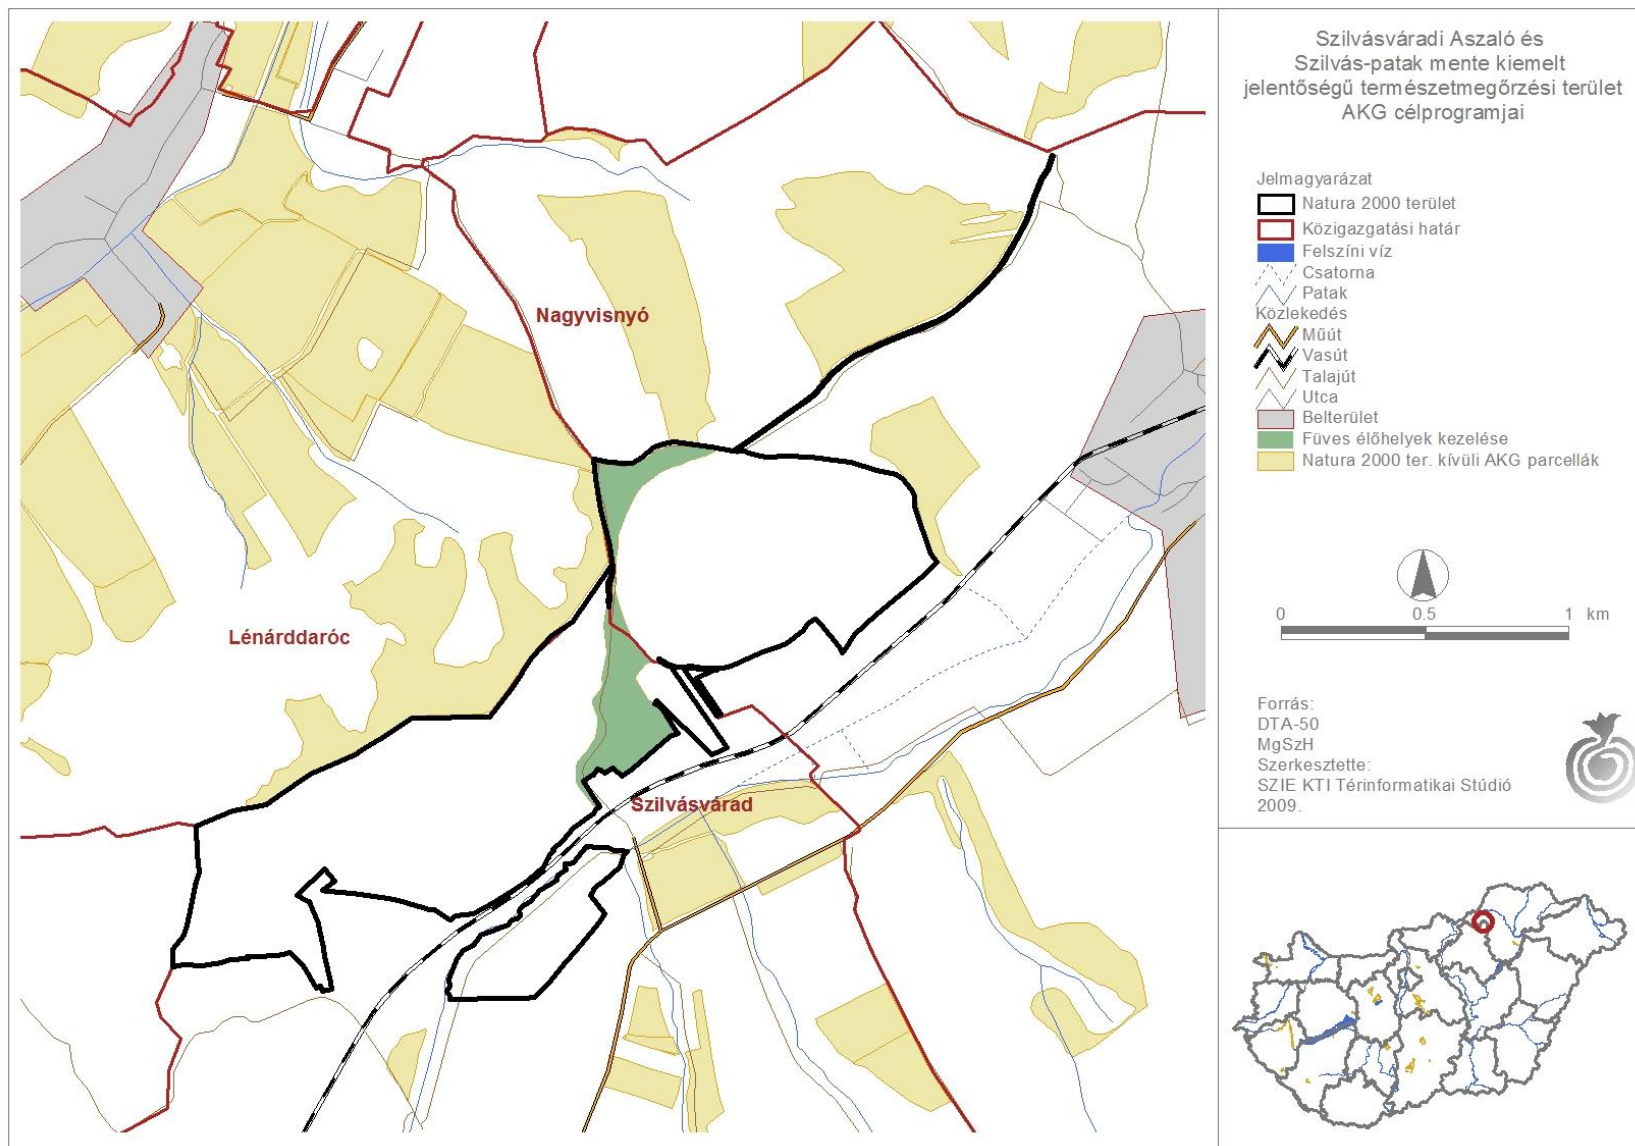 Szilvásváradi Aszaló és
Szilvás-patak mente kiemelt
jelentőségű természetmegőrzési terület
AKG célprogramjai
Jelmagyarázat
Natura 2000 terület
Közigazgatási határ
Felszíni víz
Csatorna
Patak
Közlekedés
Műút
Vasút
Talajút
Utca
Belterület
Füves élőhelyek kezelése
Natura 2000 ter. kívüli AKG parcellák
0 0.5 1 km
Forrás:
DTA-50
MgSzH
Szerkesztette:
SZIE KTI Térinformatikai Stúdió
2009.
Nagyvisnyó
Lénárddaróc
Szilvásvárad